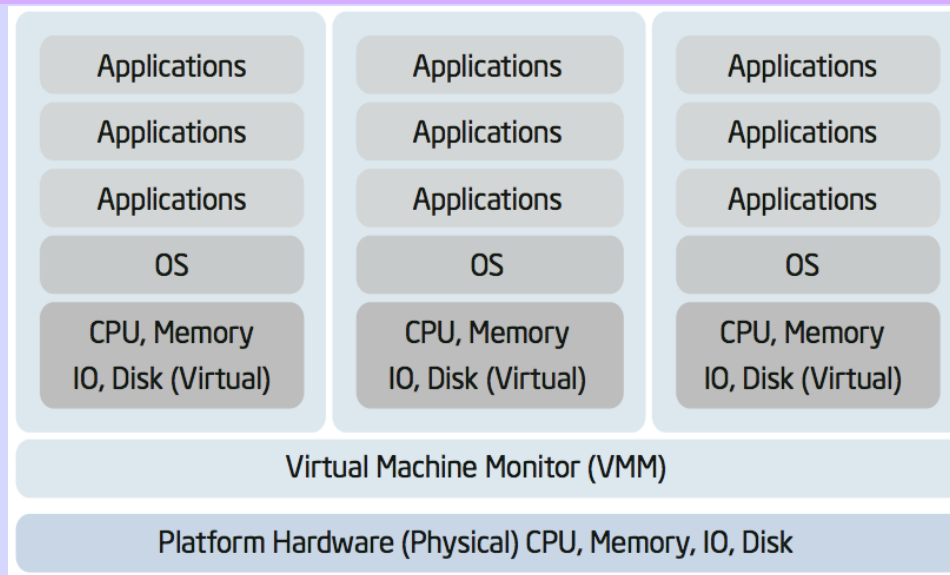 Applications
Applications
Applications
OS
CPU, Memory
IO, Disk (Virtual)
Applications
Applications
Applications
OS
CPU, Memory
IO, Disk (Virtual)
Applications
Applications
Applications
OS
CPU, Memory
IO, Disk (Virtual)
Virtual Machine Monitor (VMM)
Platform Hardware (Physical) CPU, Memory, IO, Disk